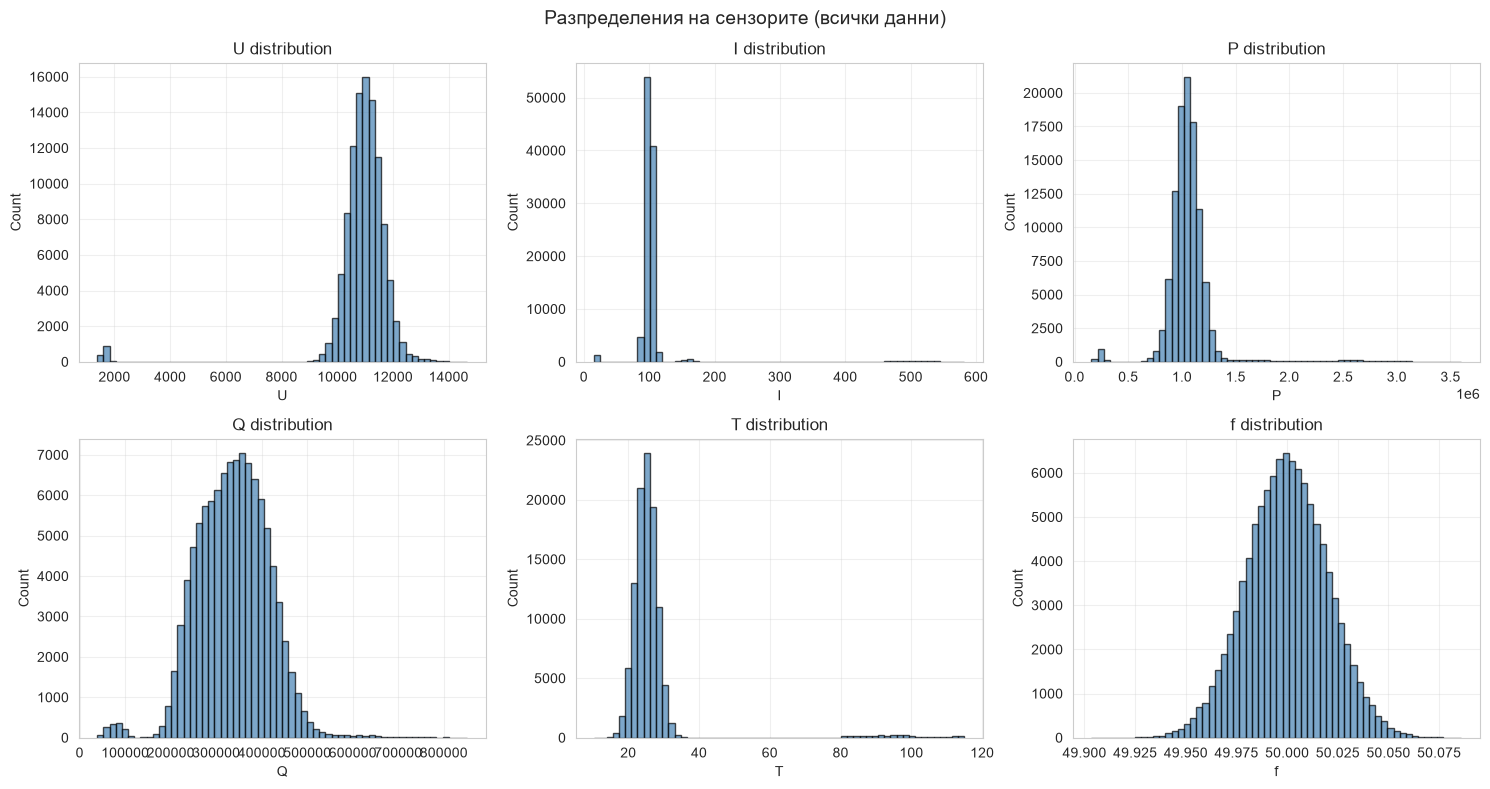 Разпределения на сензорите (всички данни)
U distribution
I distribution
P distribution
Count
16000
14000
12000
10000
8000
6000
4000
2000
0
2000 4000 6000 8000 10000 12000 14000
U
Count
50000
40000
30000
20000
10000
0
0 100 200 300 400 500 600
I
Count
20000
17500
15000
12500
10000
7500
5000
2500
0
0.0 0.5 1.0 1.5 2.0 2.5 3.0 3.5
1e6
P
Q distribution
T distribution
f distribution
Count
7000
6000
5000
4000
3000
2000
1000
0
0 100000 200000 300000 400000 500000 600000 700000 800000
Q
Count
25000
20000
15000
10000
5000
0
20 40 60 80 100 120
T
Count
6000
5000
4000
3000
2000
1000
0
49.900 49.925 49.950 49.975 50.000 50.025 50.050 50.075
f